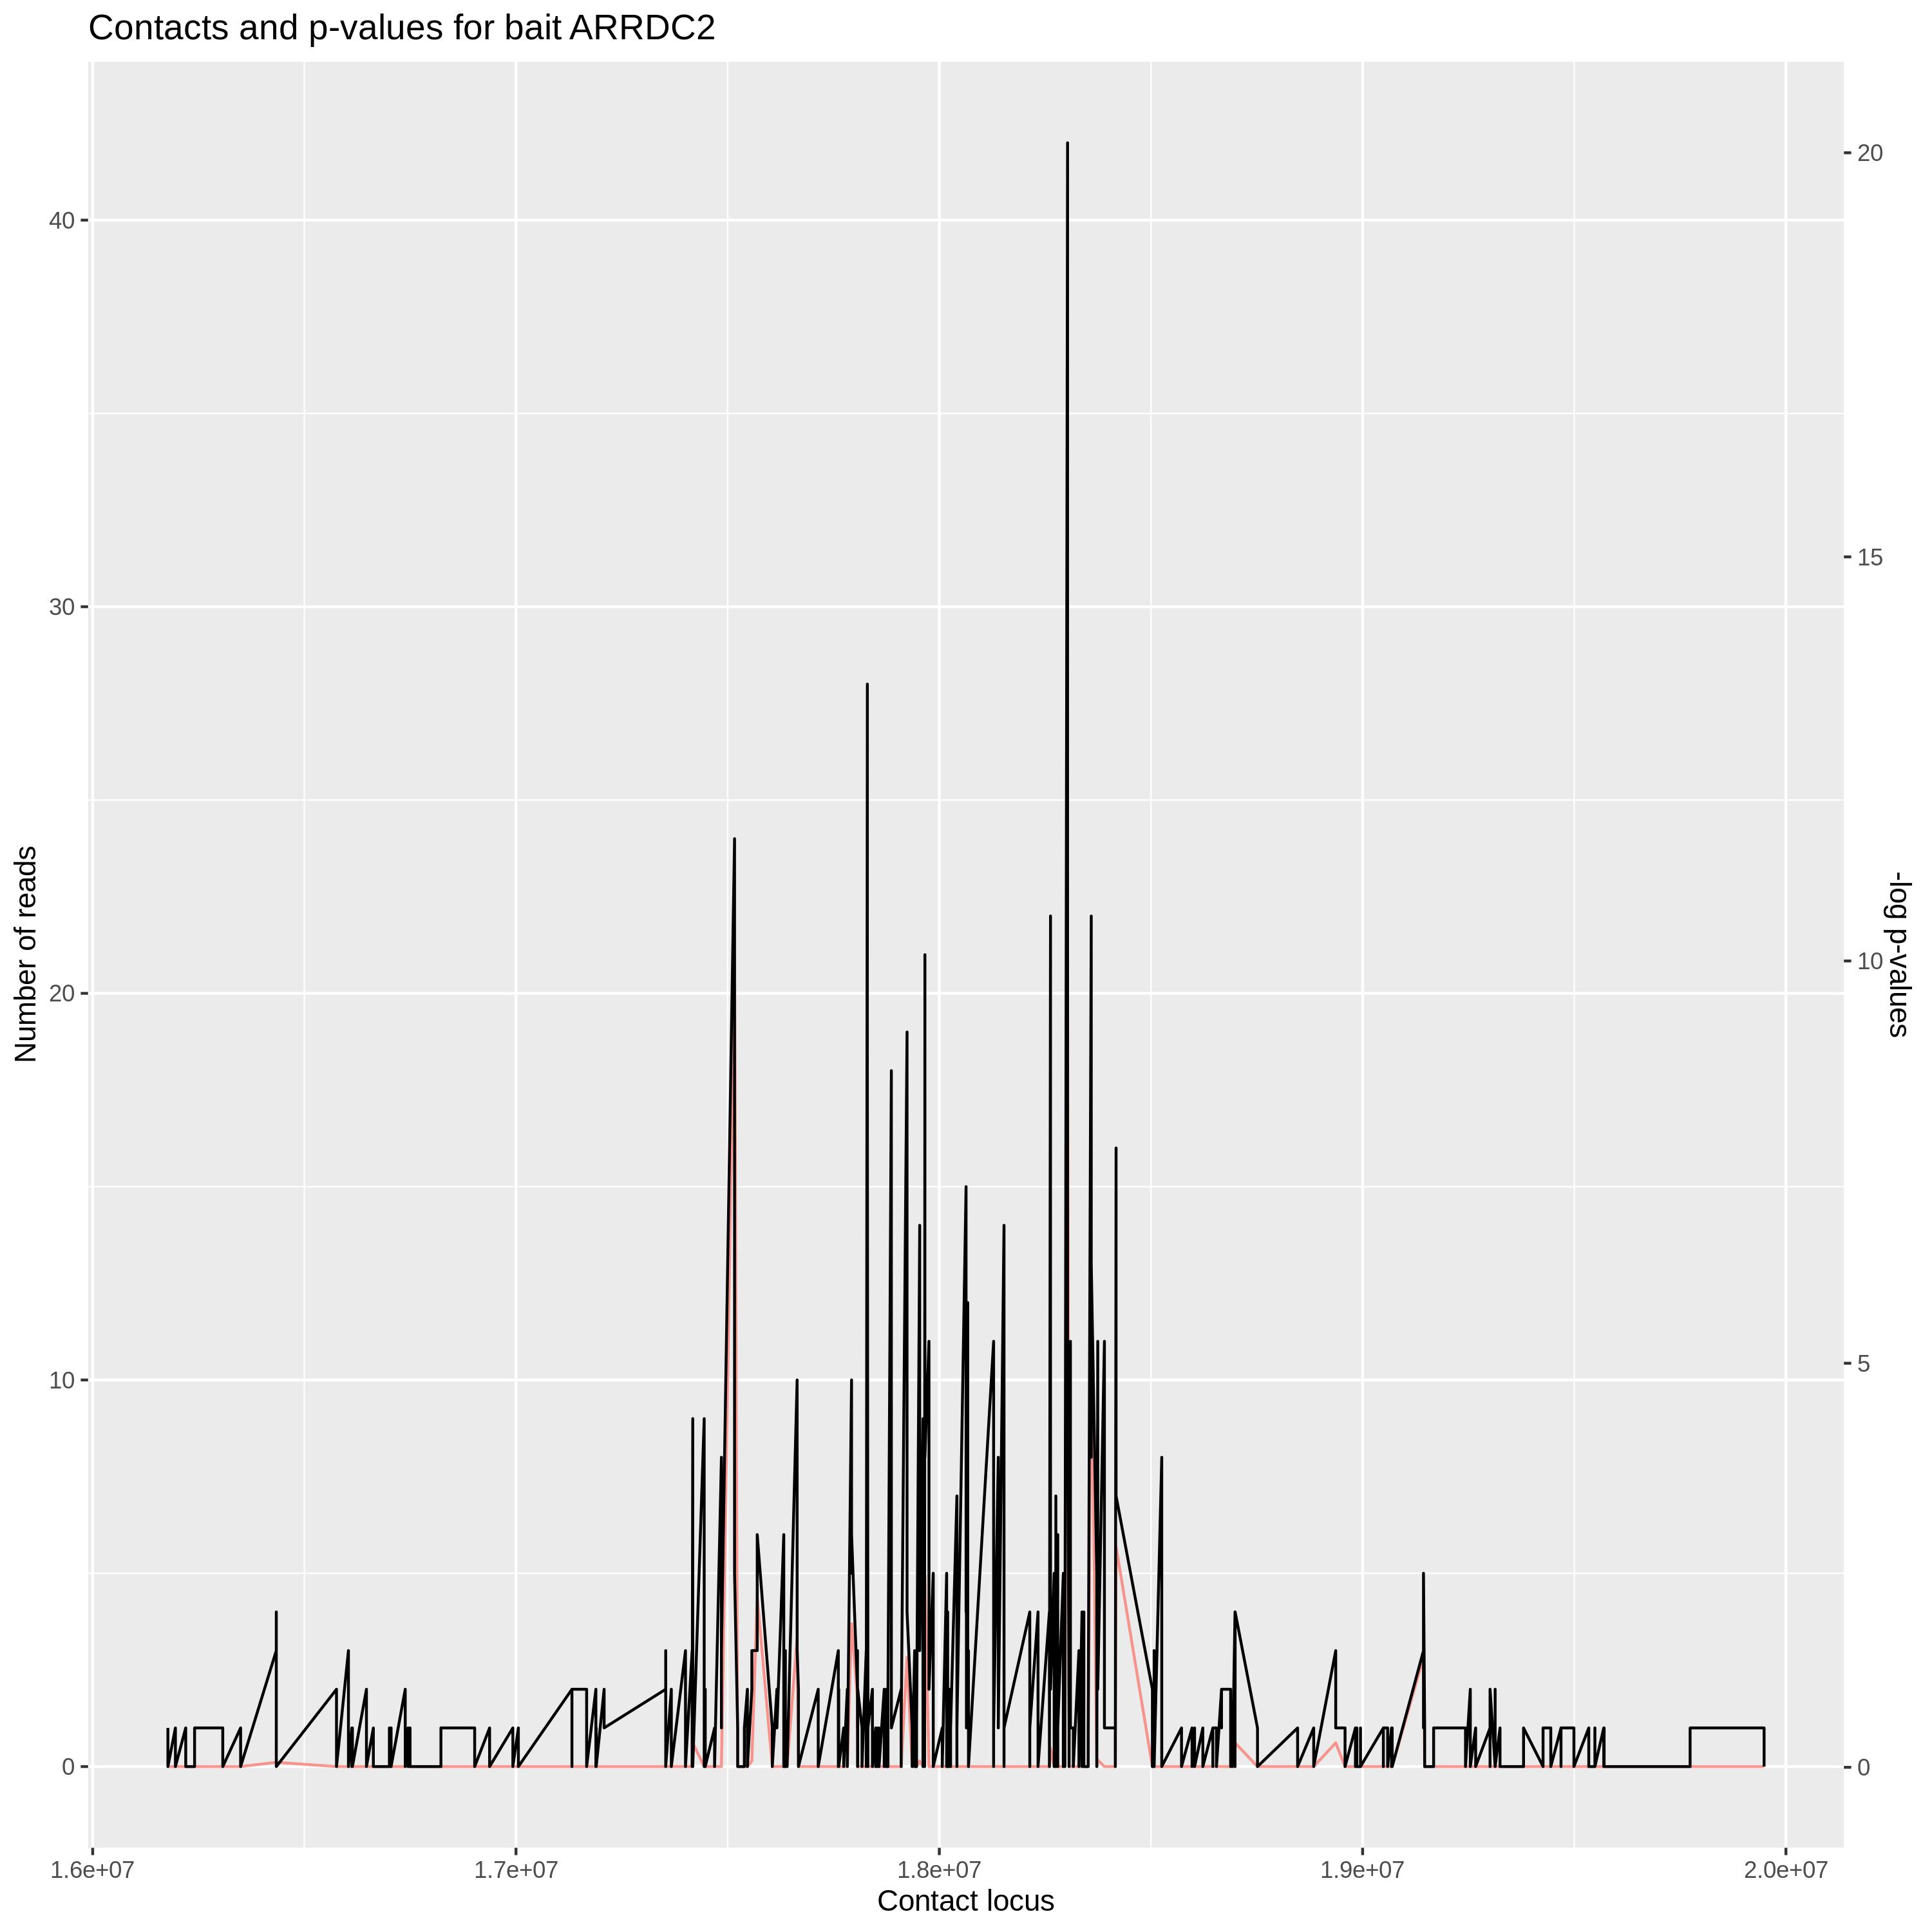 Contacts and p-values for bait ARRDC2
40
30
20
10
0
Number of reads
20
15
10
5
0
-log p-values
1.6e+07
1.7e+07
1.8e+07
1.9e+07
2.0e+07
Contact locus